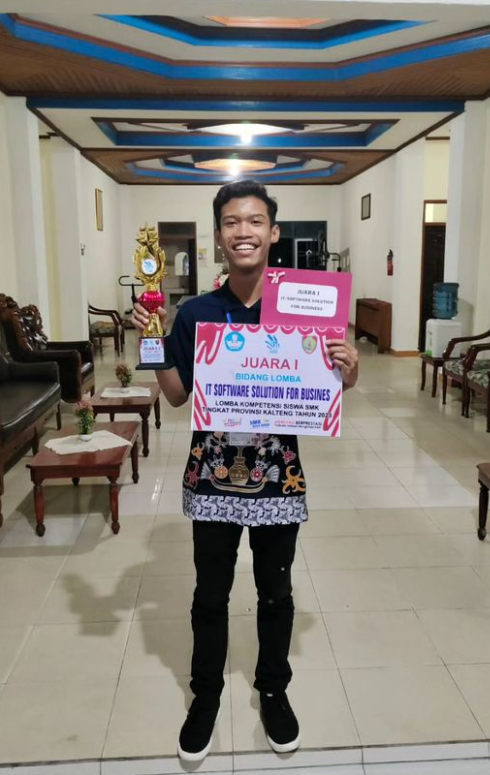 JUARA I
IT SOFTWARE SOLUTION
FOR BUSINESS
JUARA I
BIDANG LOMBA
IT SOFTWARE SOLUTION FOR BUSINES
LOMBA KOMPETENSI SISWA SMK
TINGKAT PROVINSI KALTENG TAHUN 2023
JUARA I